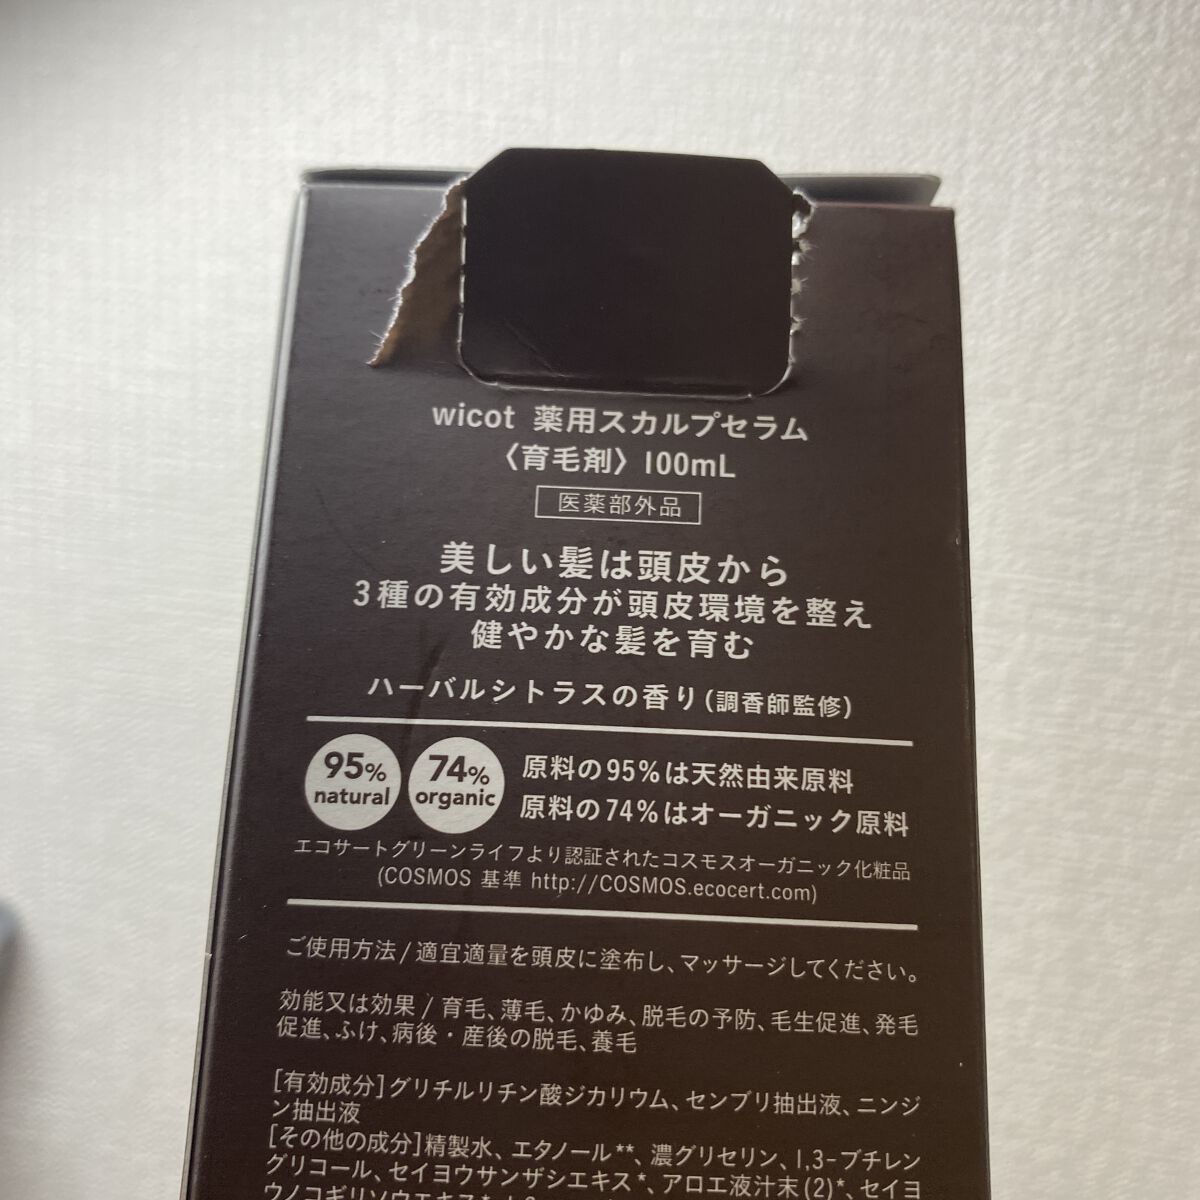 wicot 薬用スカルプセラム
〈育毛剤〉100mL
医薬部外品
美しい髪は頭皮から
3種の有効成分が頭皮環境を整え
健やかな髪を育む
ハーバルシトラスの香り(調香師監修)
95% natural
74% organic
原料の95%は天然由来原料
原料の74%はオーガニック原料
エコサートグリーンライフより認証されたコスモスオーガニック化粧品
(COSMOS 基準 http://COSMOS.ecocert.com)
ご使用方法/適宜適量を頭皮に塗布し、マッサージしてください。
効能又は効果/育毛、薄毛、かゆみ、脱毛の予防、毛生促進、発毛
促進、ふけ、病後・産後の脱毛、養毛
[有効成分]グリチルリチン酸ジカリウム、センブリ抽出液、ニンジ
ン抽出液
[その他の成分]精製水、エタノール**、濃グリセリン、1,3-ブチレン
グリコール、セイヨウサンザシエキス*、アロエ液汁末(2)*、セイヨ
ウノコギリソウエキス*